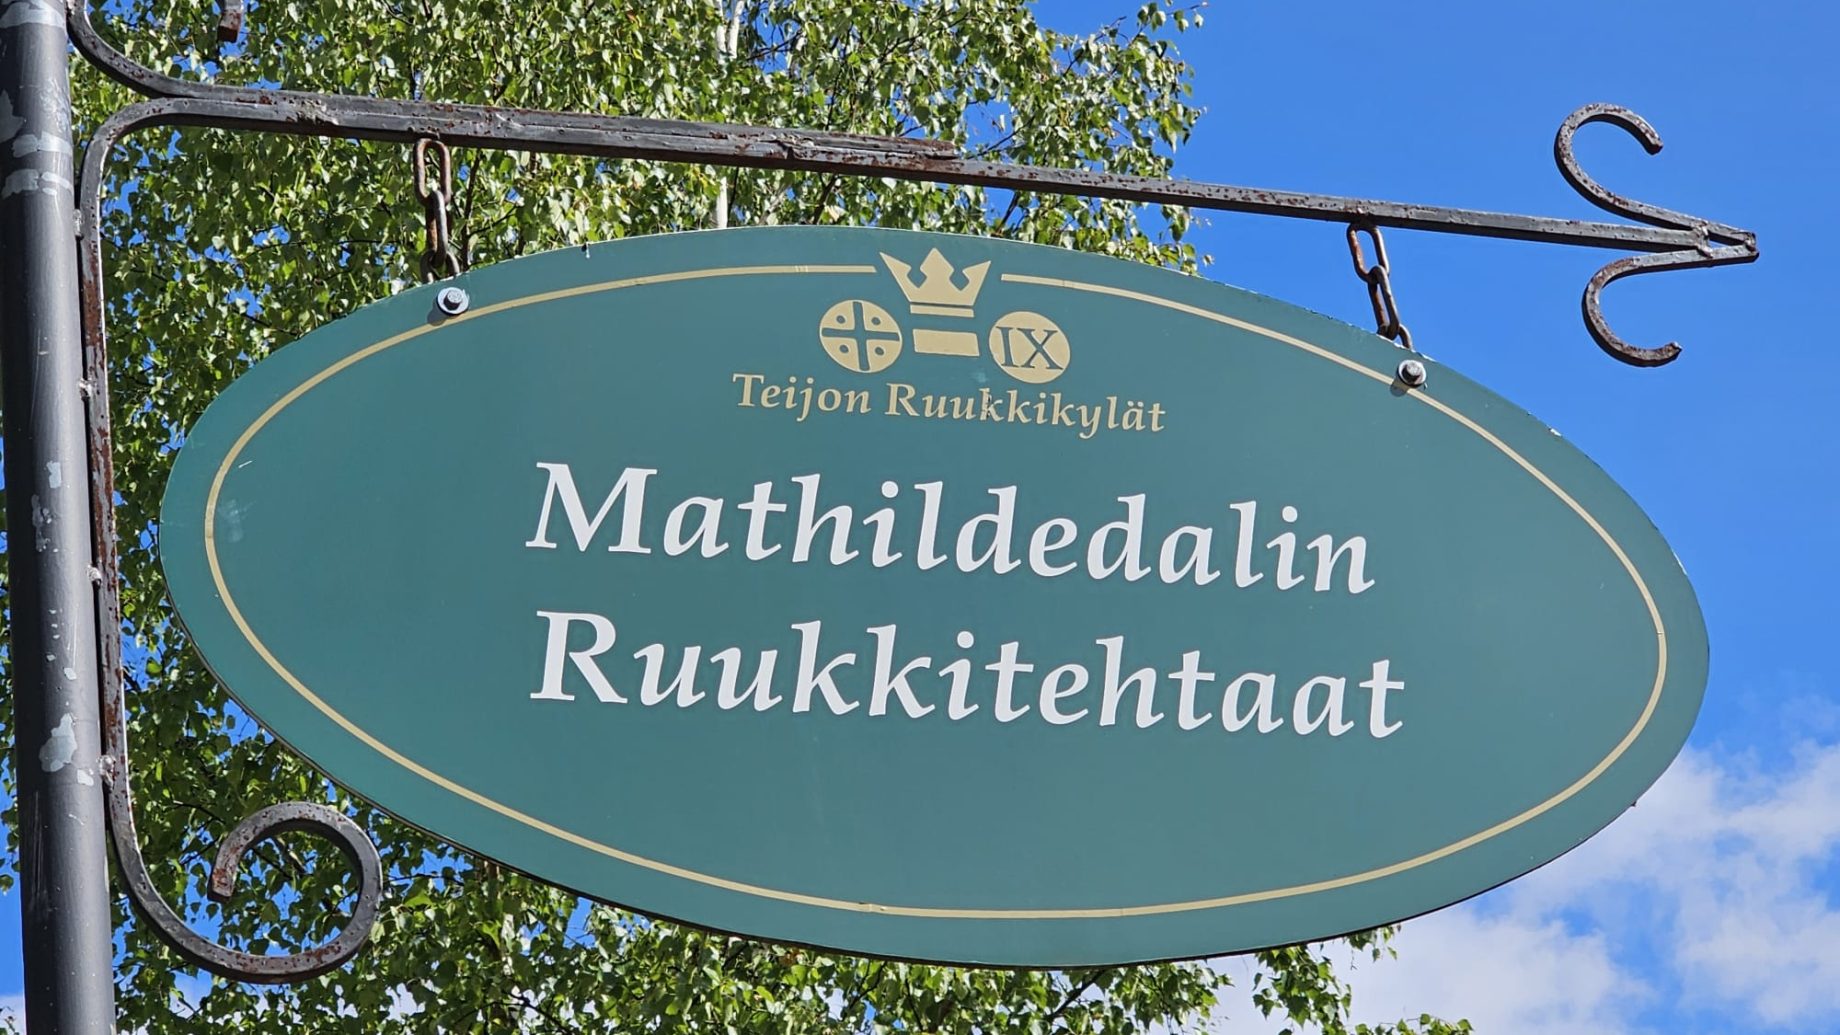 IX
Teijon Ruukkikylät
Mathildedalin
Ruukkitehtaat